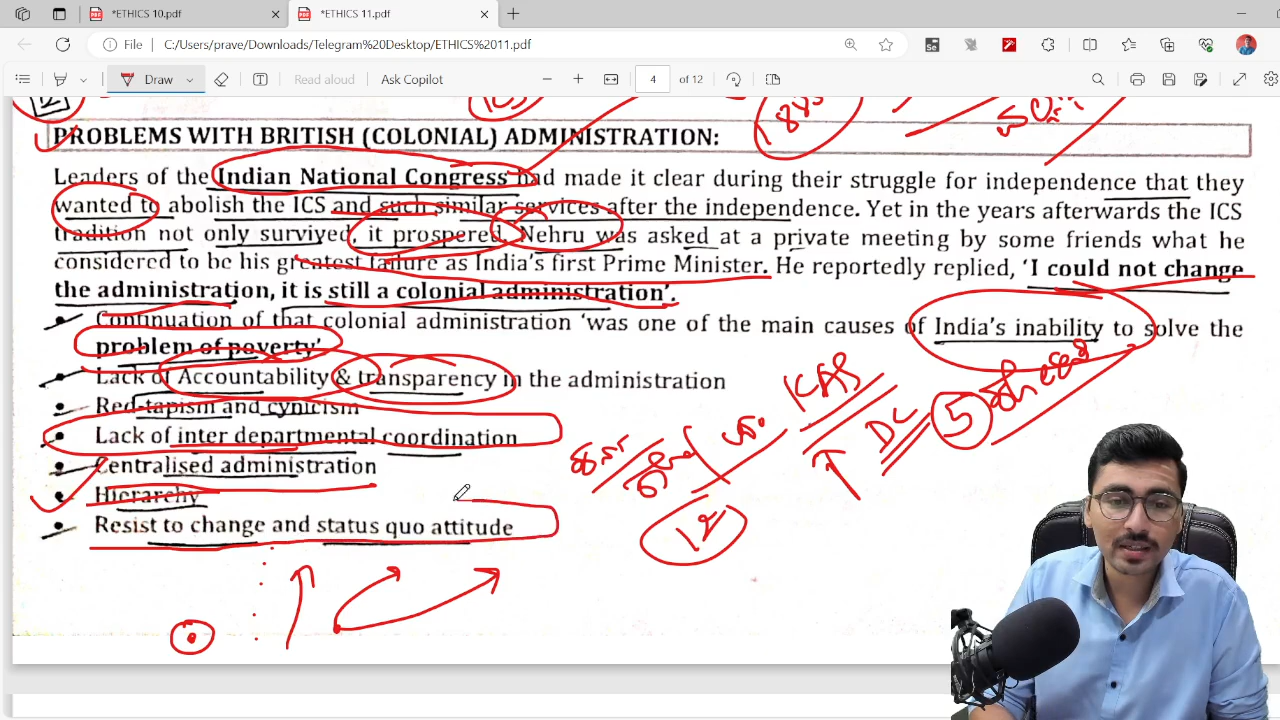 *ETHICS 10.pdf
*ETHICS 11.pdf
File
C:/Users/prave/Downloads/Telegram%20Desktop/ETHICS%2011.pdf
Draw
Read aloud
Ask Copilot
4
of 12
PROBLEMS WITH BRITISH (COLONIAL) ADMINISTRATION:
Leaders of the Indian National Congress had made it clear during their struggle for independence that they
wanted to abolish the ICS and such similar services after the independence. Yet in the years afterwards the ICS
tradition not only survived, it prospered. Nehru was asked at a private meeting by some friends what he
considered to be his greatest failure as India's first Prime Minister. He reportedly replied, 'I could not change
the administration, it is still a colonial administration'.
• Continuation of that colonial administration 'was one of the main causes of India's inability to solve the
problem of poverty'
• Lack of Accountability & transparency in the administration
• Red-tapism and cynicism
• Lack of inter departmental coordination
• Centralised administration
• Hierarchy
• Resist to change and status quo attitude
KAS
DC
5
12